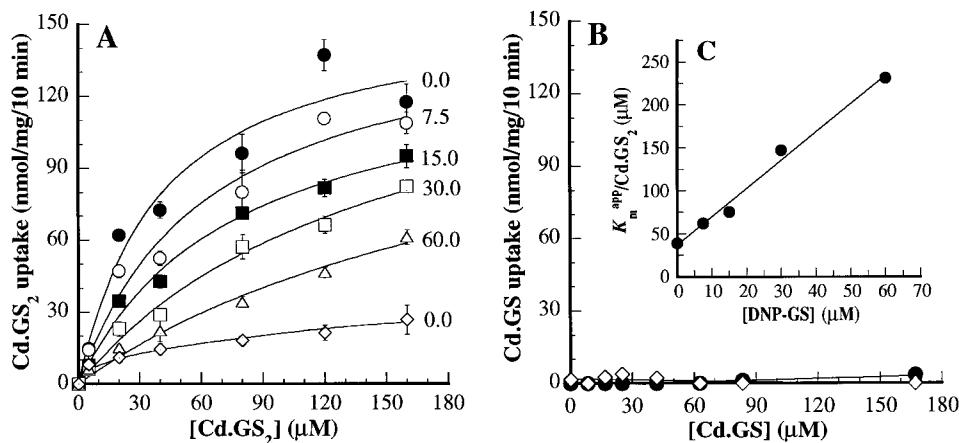 A
Cd.GS2 uptake (nmol/mg/10 min)
150
120
90
60
30
0
0.0
7.5
15.0
30.0
60.0
0.0
0 30 60 90 120 150 180
[Cd.GS2] (µM)
B
Cd.GS uptake (nmol/mg/10 min)
150
120
90
60
30
0
0 30 60 90 120 150 180
[Cd.GS] (µM)
C
Km app/Cd.GS2 (µM)
250
200
150
100
50
0
0 10 20 30 40 50 60 70
[DNP-GS] (µM)